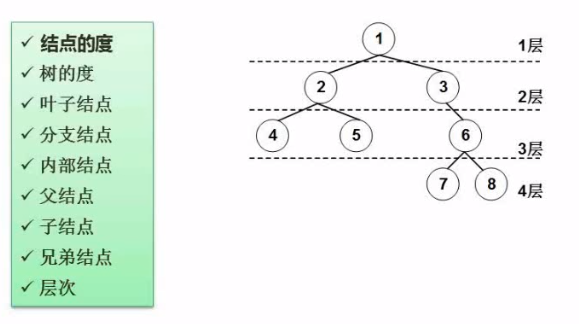 结点的度
树的度
叶子结点
分支结点
内部结点
父结点
子结点
兄弟结点
层次
1
1层
2 3
2层
4 5 6
3层
7 8
4层